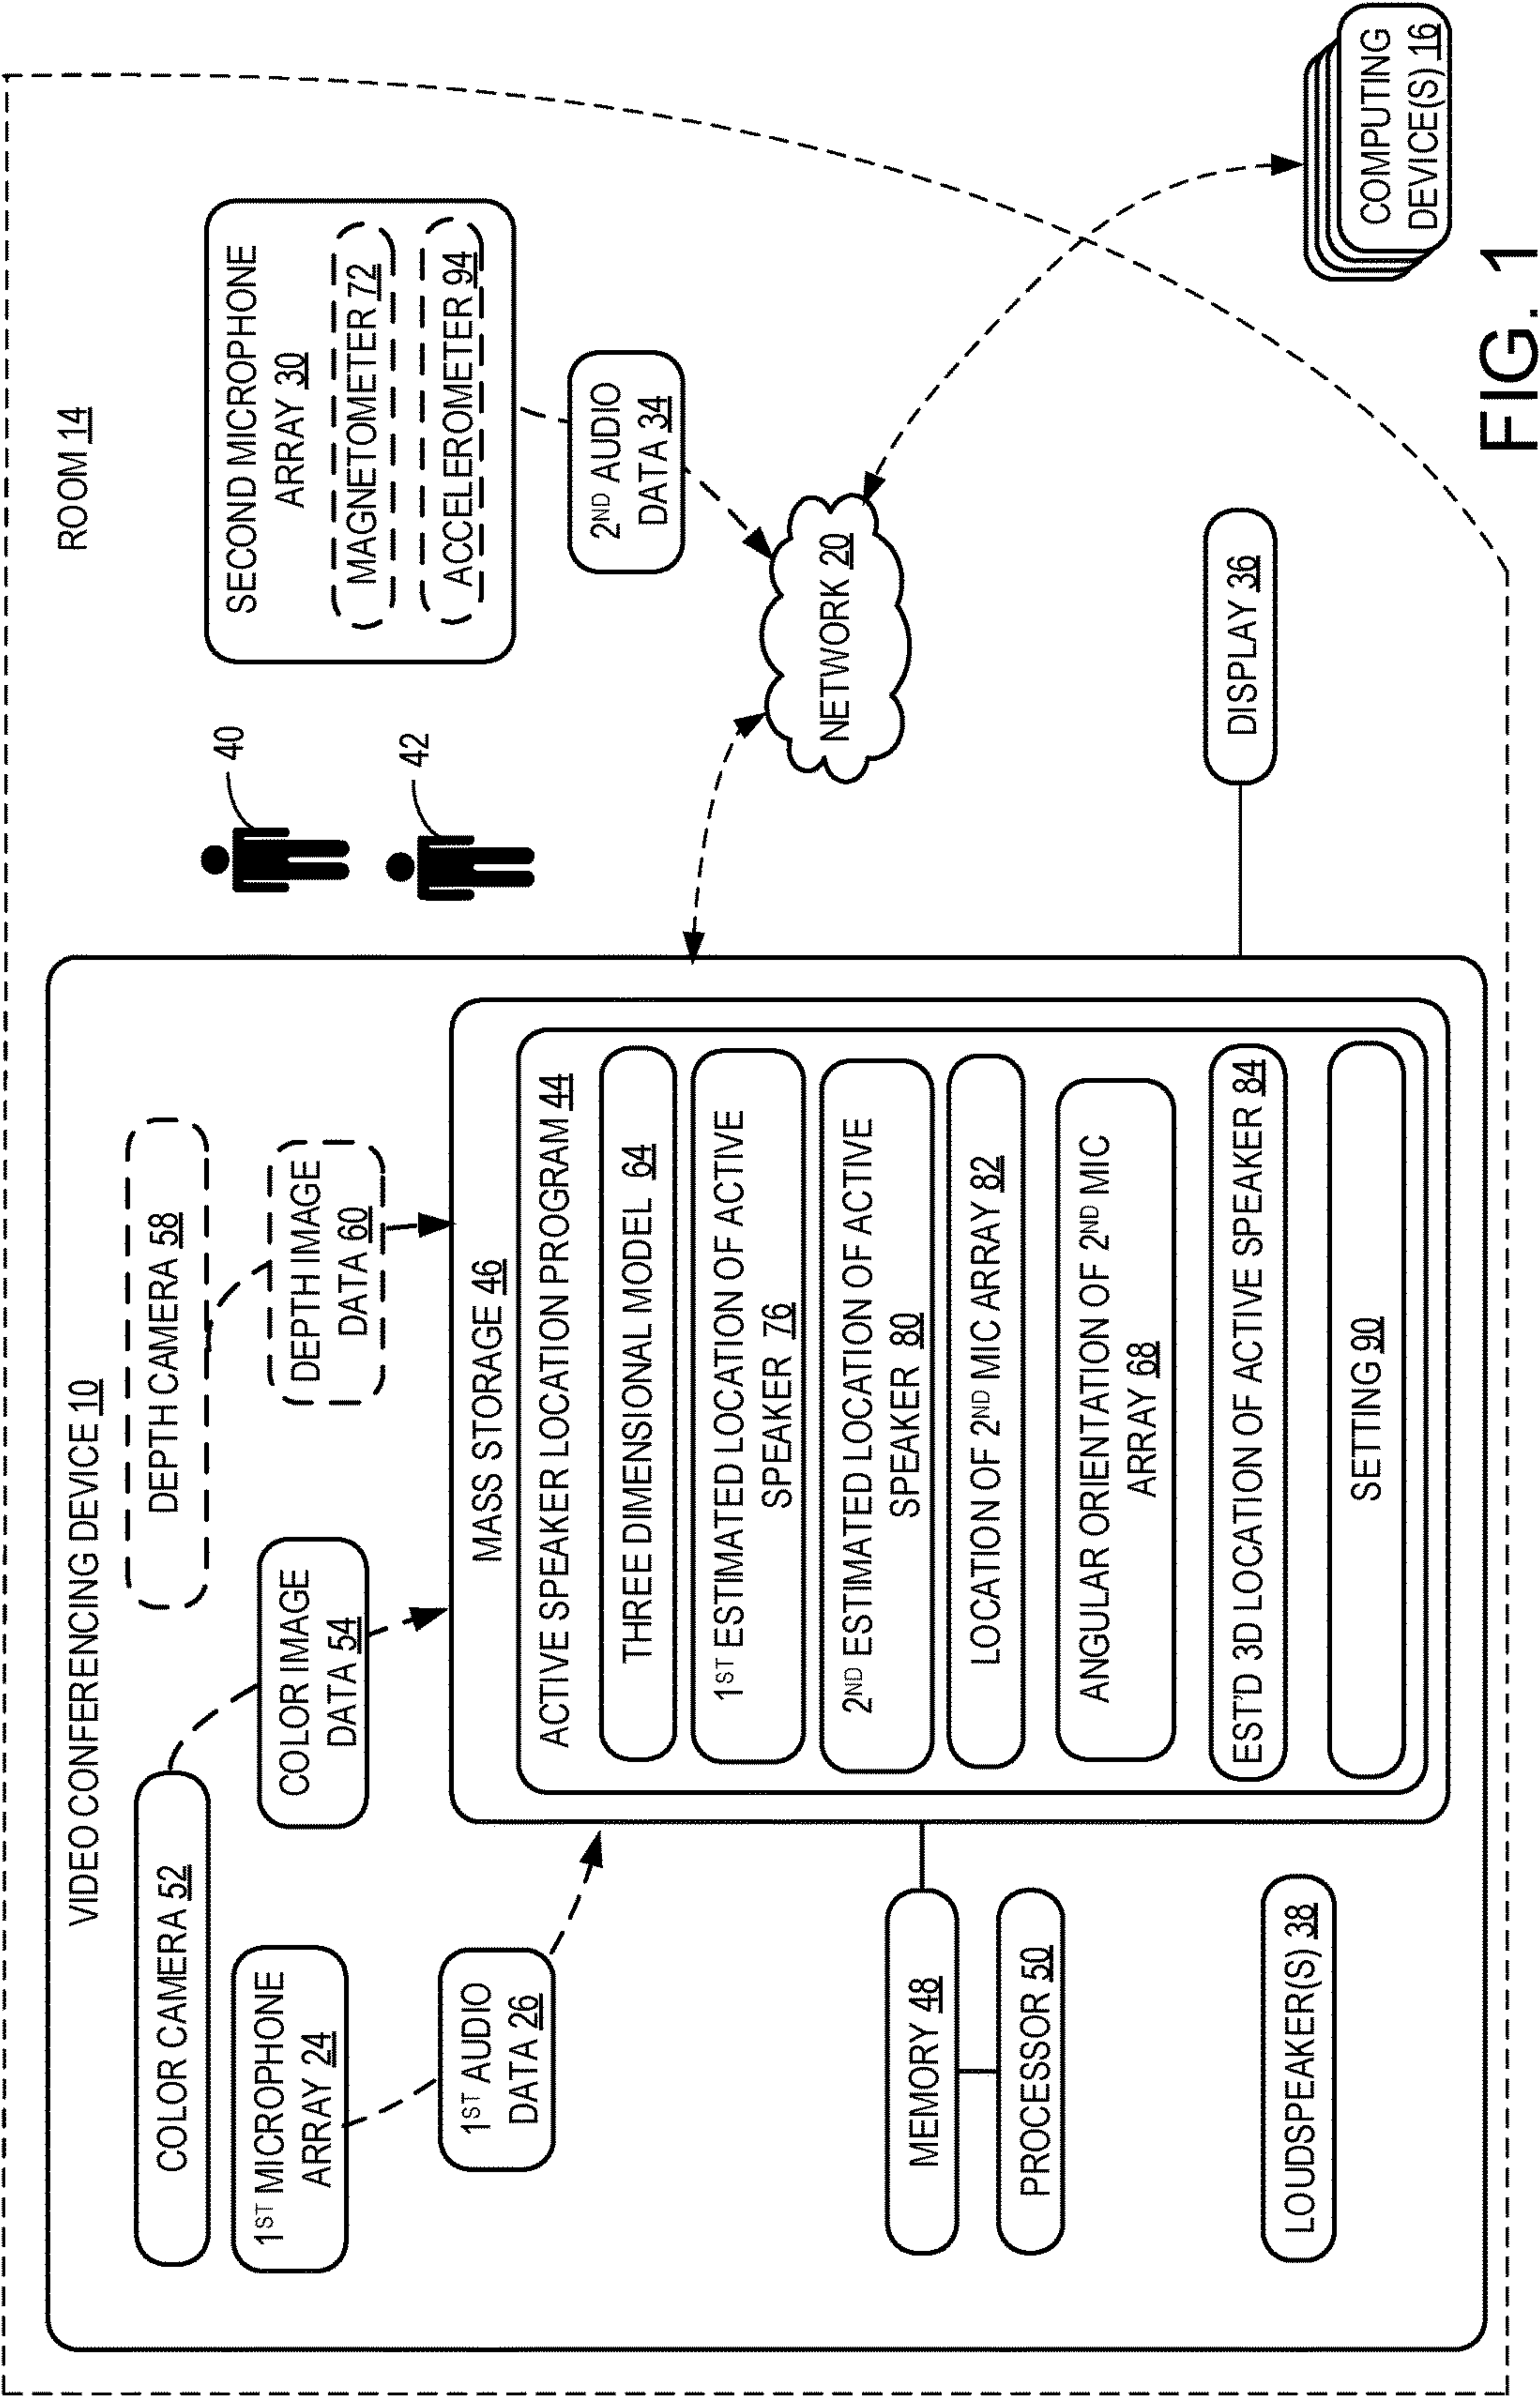 ROOM 14
VIDEO CONFERENCING DEVICE 10
COLOR CAMERA 52
DEPTH CAMERA 58
1ST MICROPHONE
ARRAY 24
COLOR IMAGE
DATA 54
DEPTH IMAGE
DATA 60
1ST AUDIO
DATA 26
MASS STORAGE 46
ACTIVE SPEAKER LOCATION PROGRAM 44
THREE DIMENSIONAL MODEL 64
1ST ESTIMATED LOCATION OF ACTIVE
SPEAKER 76
2ND ESTIMATED LOCATION OF ACTIVE
SPEAKER 80
LOCATION OF 2ND MIC ARRAY 82
ANGULAR ORIENTATION OF 2ND MIC
ARRAY 68
EST'D 3D LOCATION OF ACTIVE SPEAKER 84
SETTING 90
MEMORY 48
PROCESSOR 50
LOUDSPEAKER(S) 38
40
42
SECOND MICROPHONE
ARRAY 30
MAGNETOMETER 72
ACCELEROMETER 94
2ND AUDIO
DATA 34
NETWORK 20
DISPLAY 36
COMPUTING
DEVICE(S) 16
FIG. 1